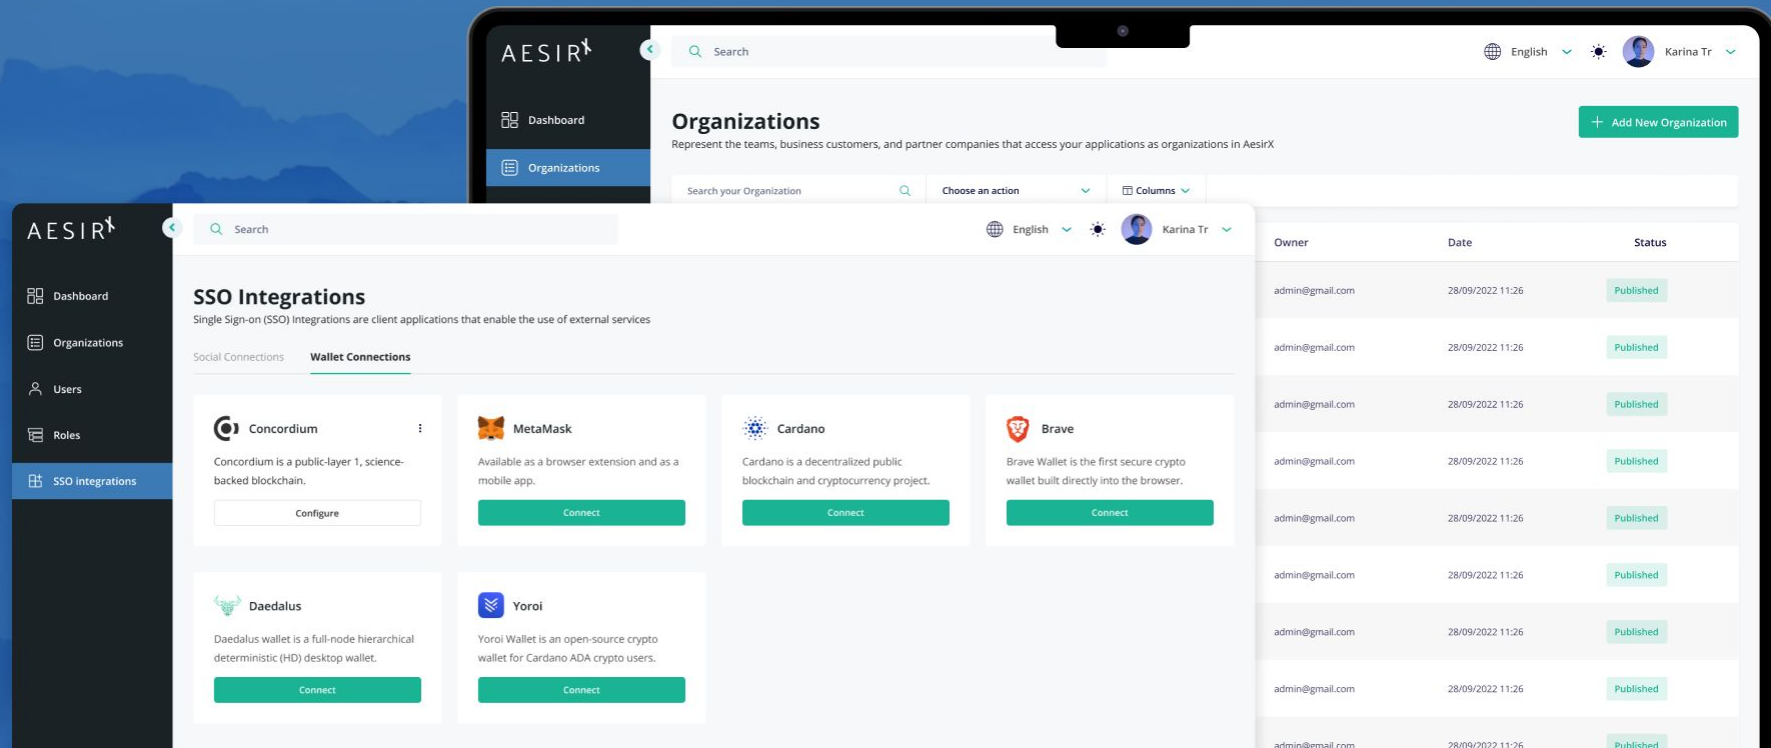 AESIR
Search
English
Karina Tr
Dashboard
Organizations
Organizations
Represent the teams, business customers, and partner companies that access your applications as organizations in AesirX
Add New Organization
Search your Organization
Choose an action
Columns
Owner Date Status
admin@gmail.com 28/09/2022 11:26 Published
admin@gmail.com 28/09/2022 11:26 Published
admin@gmail.com 28/09/2022 11:26 Published
admin@gmail.com 28/09/2022 11:26 Published
admin@gmail.com 28/09/2022 11:26 Published
admin@gmail.com 28/09/2022 11:26 Published
admin@gmail.com 28/09/2022 11:26 Published
admin@gmail.com 28/09/2022 11:26 Published
admin@gmail.com 28/09/2022 11:26 Published
AESIRX
Search
English
Karina Tr
Dashboard
Organizations
Users
Roles
SSO integrations
SSO Integrations
Single Sign-on (SSO) Integrations are client applications that enable the use of external services
Social Connections
Wallet Connections
Concordium
Concordium is a public-layer 1, science-
backed blockchain.
Configure
MetaMask
Available as a browser extension and as a
mobile app.
Connect
Cardano
Cardano is a decentralized public
blockchain and cryptocurrency project.
Connect
Brave
Brave Wallet is the first secure crypto
wallet built directly into the browser.
Connect
Daedalus
Daedalus wallet is a full-node hierarchical
deterministic (HD) desktop wallet.
Connect
Yoroi
Yoroi Wallet is an open-source crypto
wallet for Cardano ADA crypto users.
Connect